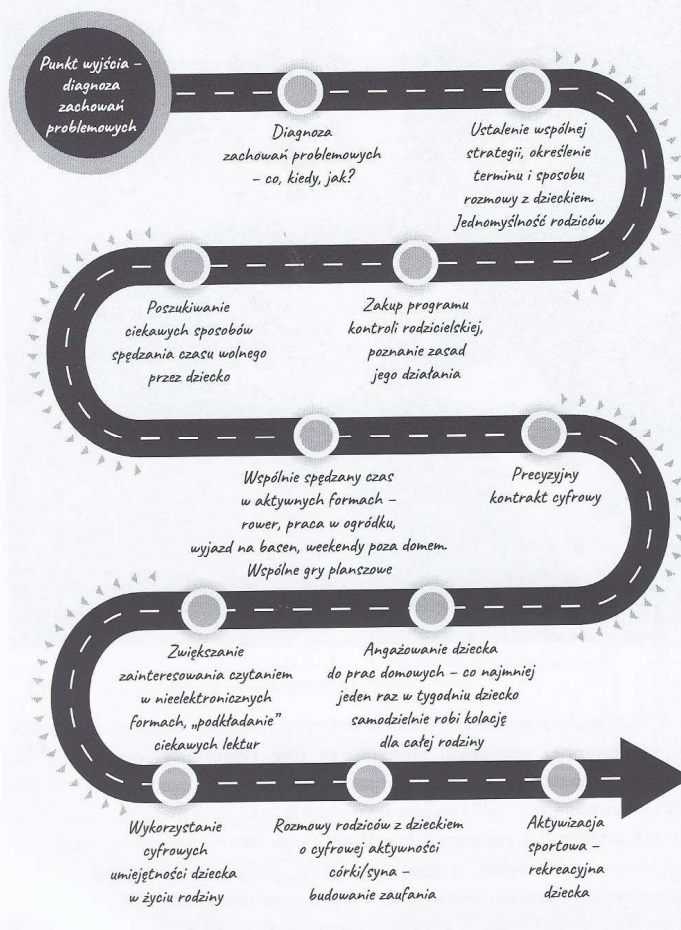 Punkt wyjścia –
diagnoza
zachowań
problemowych
Diagnoza
zachowań problemowych
– co, kiedy, jak?
Ustalenie wspólnej
strategii, określenie
terminu i sposobu
rozmowy z dzieckiem.
Jednomyślność rodziców
Zakup programu
kontroli rodzicielskiej,
poznanie zasad
jego działania
Poszukiwanie
ciekawych sposobów
spędzania czasu wolnego
przez dziecko
Wspólnie spędzany czas
w aktywnych formach –
rower, praca w ogródku,
wyjazd na basen, weekendy poza domem.
Wspólne gry planszowe
Precyzyjny
kontrakt cyfrowy
Angażowanie dziecka
do prac domowych – co najmniej
jeden raz w tygodniu dziecko
samodzielnie robi kolację
dla całej rodziny
Zwiększanie
zainteresowania czytaniem
w nieelektronicznych
formach, „podkładanie”
ciekawych lektur
Wykorzystanie
cyfrowych
umiejętności dziecka
w życiu rodziny
Rozmowy rodziców z dzieckiem
o cyfrowej aktywności
córki/syna –
budowanie zaufania
Aktywizacja
sportowa –
rekreacyjna
dziecka